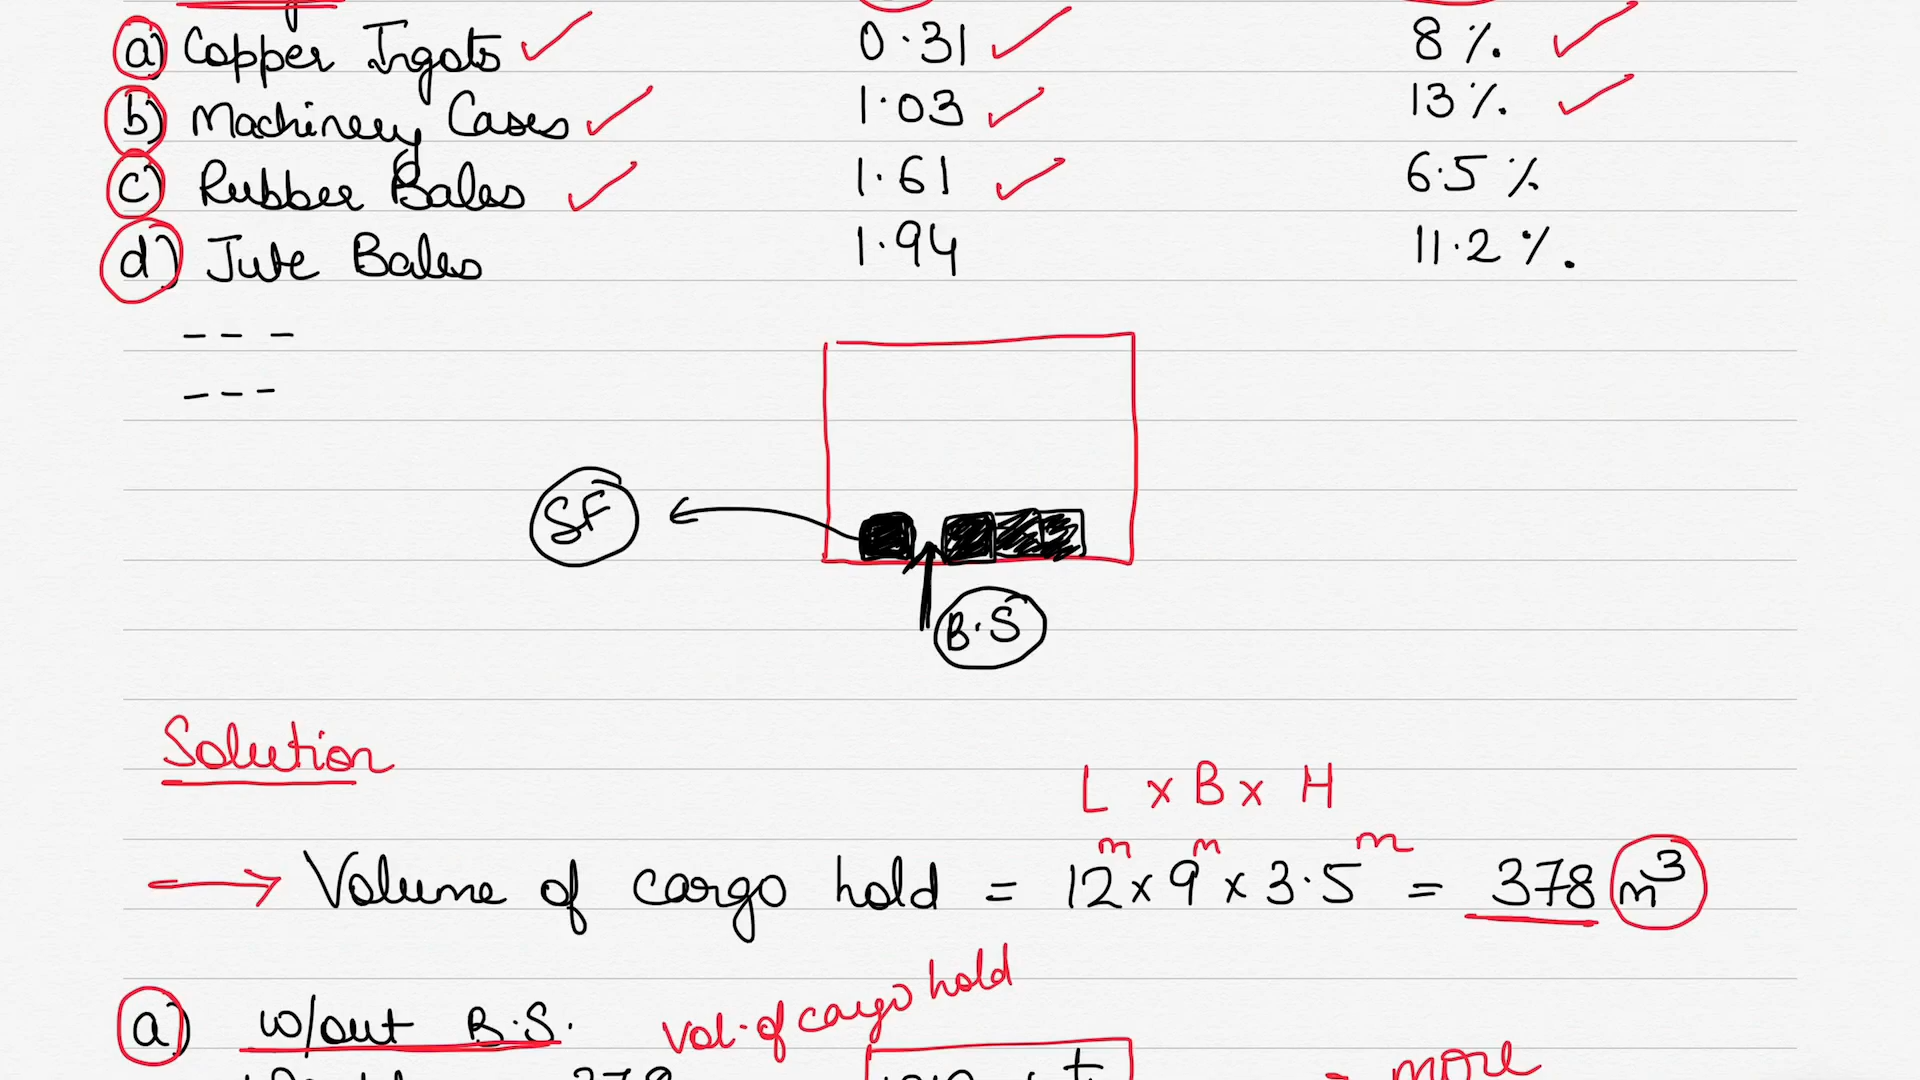 a) Copper Ingots 0.31 8%.
b) Machinery Cases 1.03 13%.
c) Rubber Bales 1.61 6.5%
d) Jute Bales 1.94 11.2%.
---
---
SF
B.S
Solution
L x B x H
m m m
→ Volume of cargo hold = 12 x 9 x 3.5 = 378 m³
vol. of cargo hold
a) w/out B.S.
= more
378